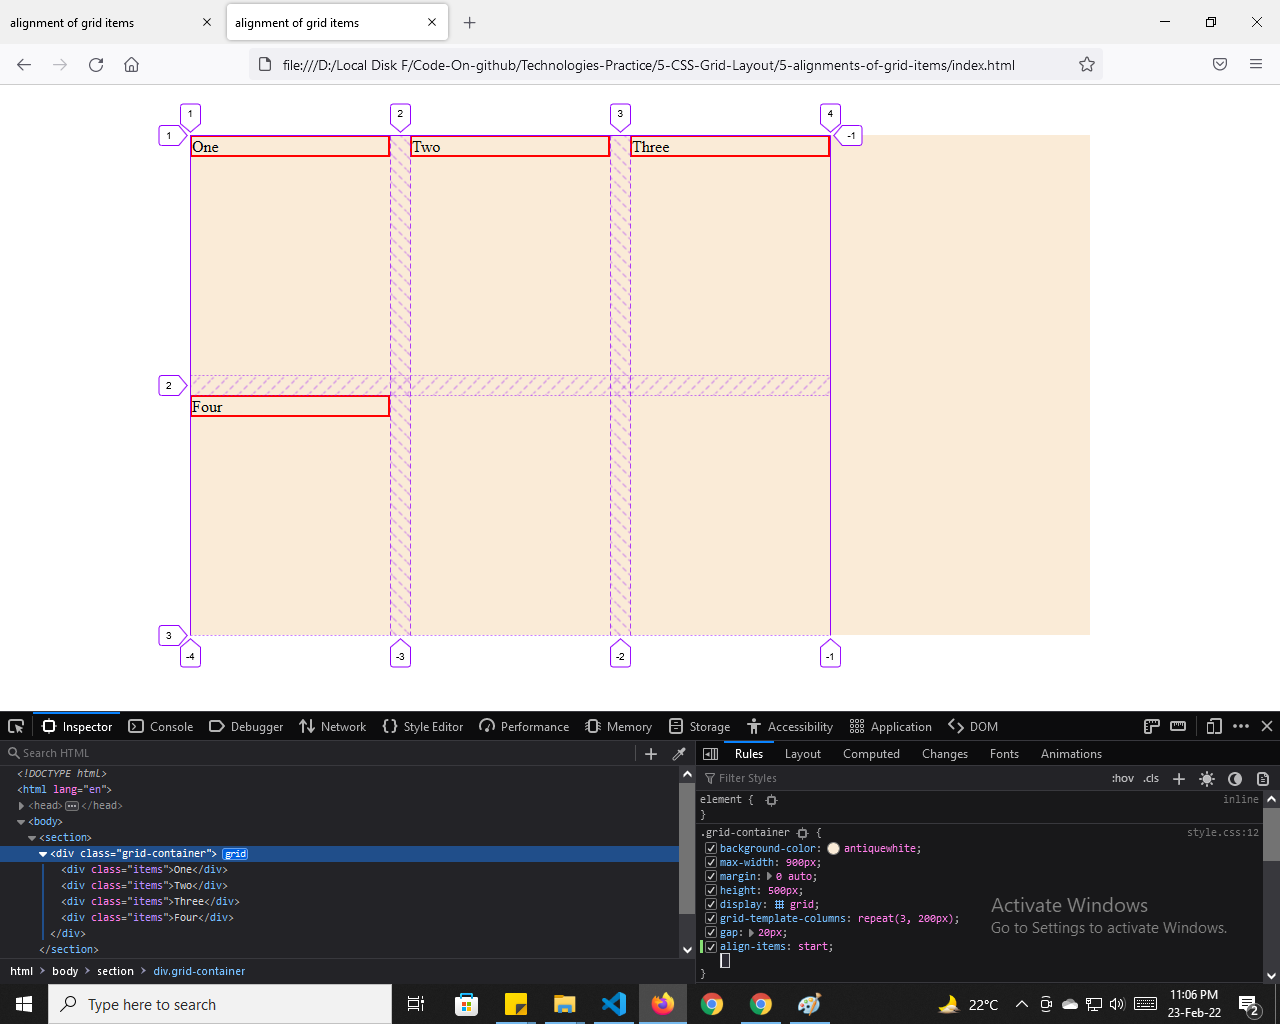 alignment of grid items
alignment of grid items
file:///D:/Local Disk F/Code-On-github/Technologies-Practice/5-CSS-Grid-Layout/5-alignments-of-grid-items/index.html
1 2 3 4
1 -1
One Two Three
2
Four
3
-4 -3 -2 -1
Inspector Console Debugger Network Style Editor Performance Memory Storage Accessibility Application DOM
Search HTML
<!DOCTYPE html>
<html lang="en">
<head> </head>
<body>
<section>
<div class="grid-container"> grid
<div class="items">One</div>
<div class="items">Two</div>
<div class="items">Three</div>
<div class="items">Four</div>
</div>
</section>
html > body > section > div.grid-container
Rules Layout Computed Changes Fonts Animations
Filter Styles :hov .cls
element { inline
}
.grid-container { style.css:12
background-color: antiquewhite;
max-width: 900px;
margin: 0 auto;
height: 500px;
display: grid;
grid-template-columns: repeat(3, 200px);
gap: 20px;
align-items: start;
}
Activate Windows
Go to Settings to activate Windows.
Type here to search
22°C
11:06 PM
23-Feb-22
2